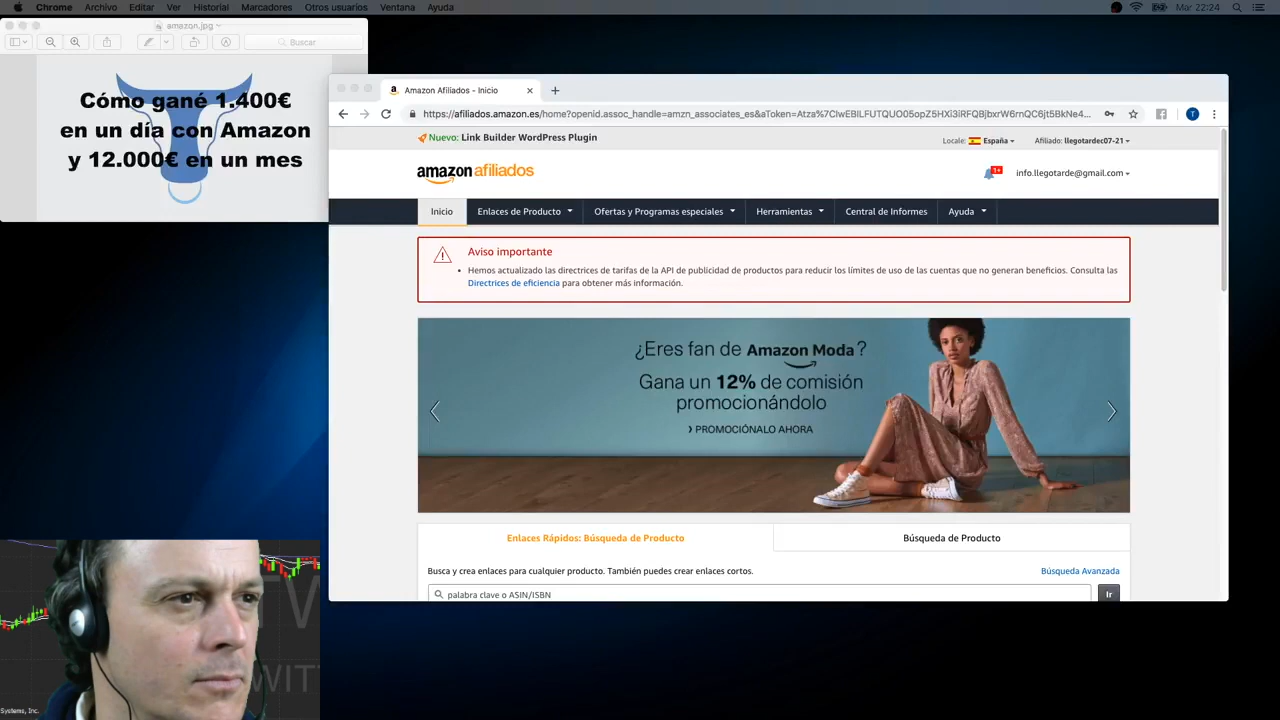 Chrome Archivo Editar Ver Historial Marcadores Otros usuarios Ventana Ayuda
Mar 22:24
amazon.jpg
Buscar
Cómo gané 1.400€
en un día con Amazon
y 12.000€ en un mes
Amazon Afiliados - Inicio
https://afiliados.amazon.es/home?openid.assoc_handle=amzn_associates_es&aToken=Atza%7CIwEBILFUTQUO05opZ5HXi3iRFQBjbxrW6rnQC6jt5BkNe4...
Nuevo: Link Builder WordPress Plugin
Locale: España
Afiliado: llegotardec07-21
amazon afiliados
1+
info.llegotarde@gmail.com
Inicio Enlaces de Producto Ofertas y Programas especiales Herramientas Central de Informes Ayuda
Aviso importante
Hemos actualizado las directrices de tarifas de la API de publicidad de productos para reducir los límites de uso de las cuentas que no generan beneficios. Consulta las
Directrices de eficiencia para obtener más información.
¿Eres fan de Amazon Moda?
Gana un 12% de comisión
promocionándolo
› PROMOCIÓNALO AHORA
Enlaces Rápidos: Búsqueda de Producto
Búsqueda de Producto
Busca y crea enlaces para cualquier producto. También puedes crear enlaces cortos.
Búsqueda Avanzada
palabra clave o ASIN/ISBN
Ir
Systems, Inc.